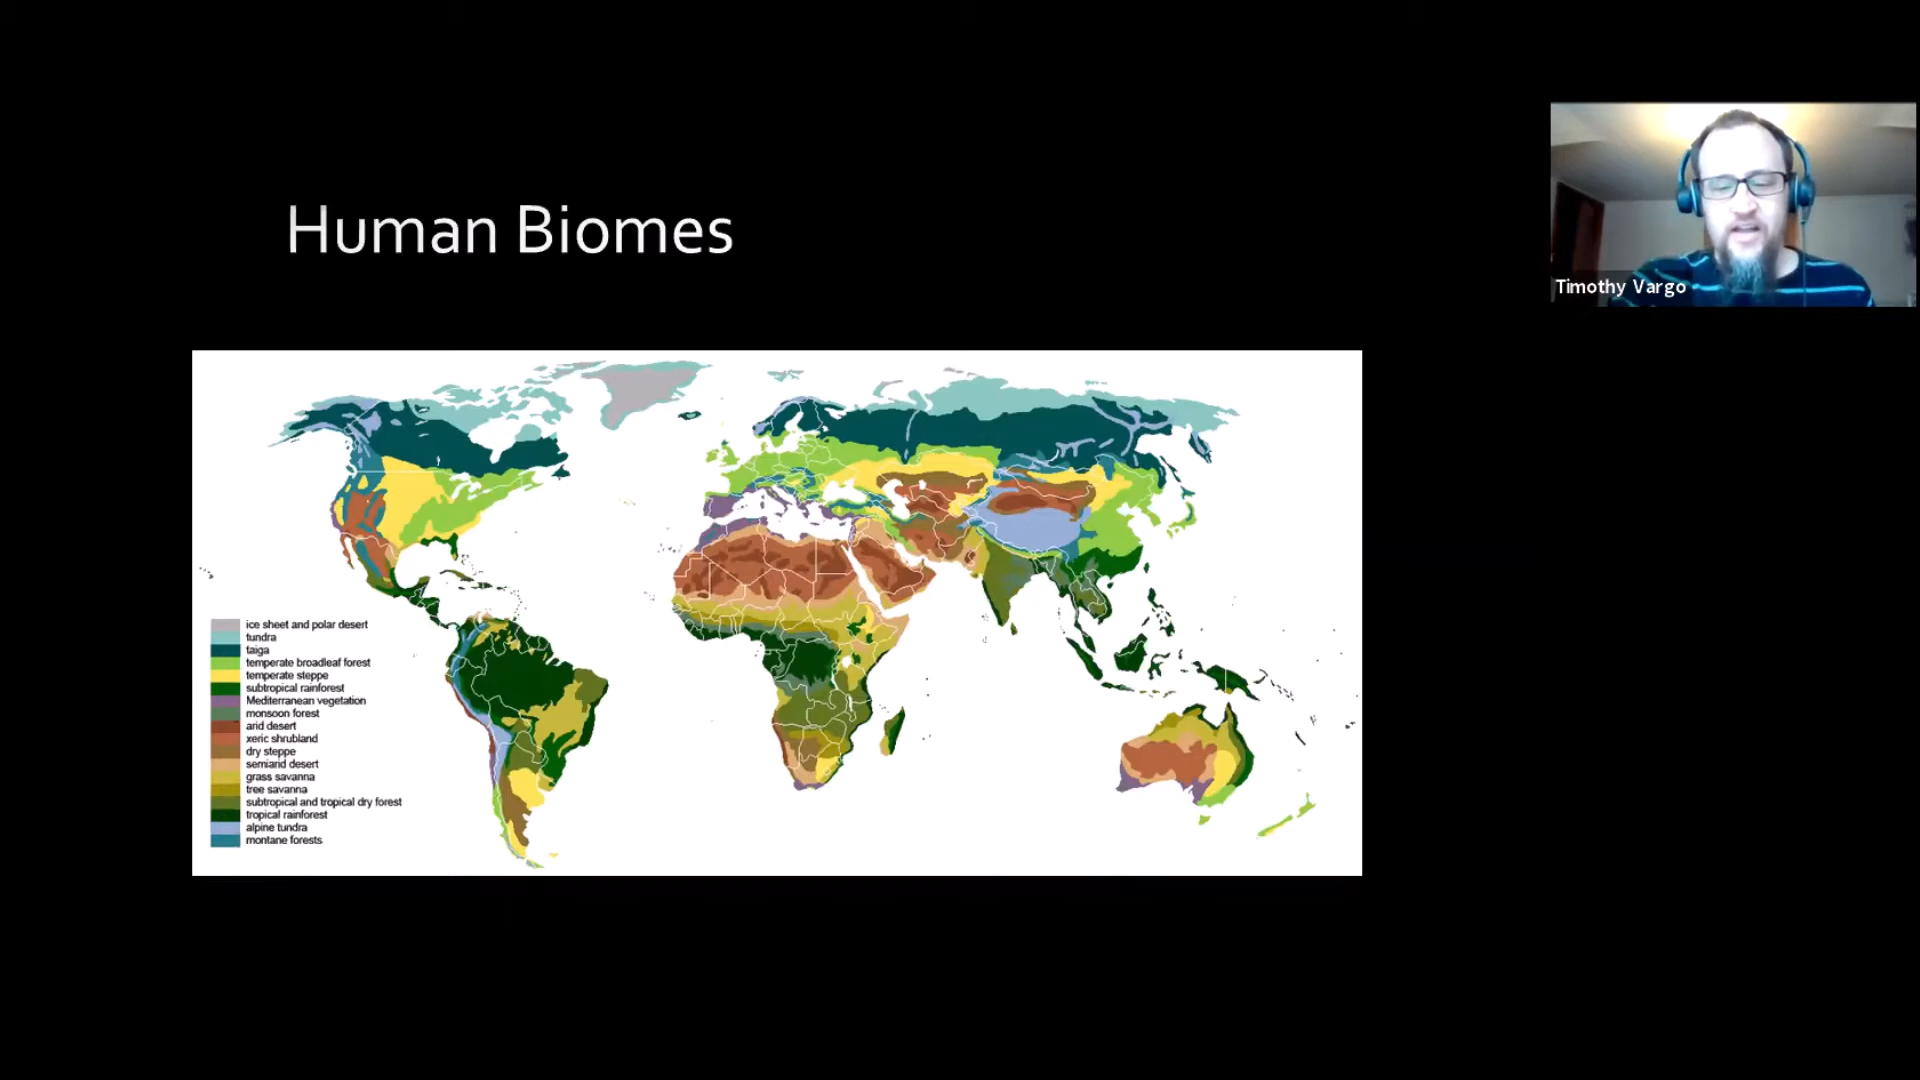 Human Biomes
Timothy Vargo
ice sheet and polar desert
tundra
taiga
temperate broadleaf forest
temperate steppe
subtropical rainforest
Mediterranean vegetation
monsoon forest
arid desert
xeric shrubland
dry steppe
semiarid desert
grass savanna
tree savanna
subtropical and tropical dry forest
tropical rainforest
alpine tundra
montane forests